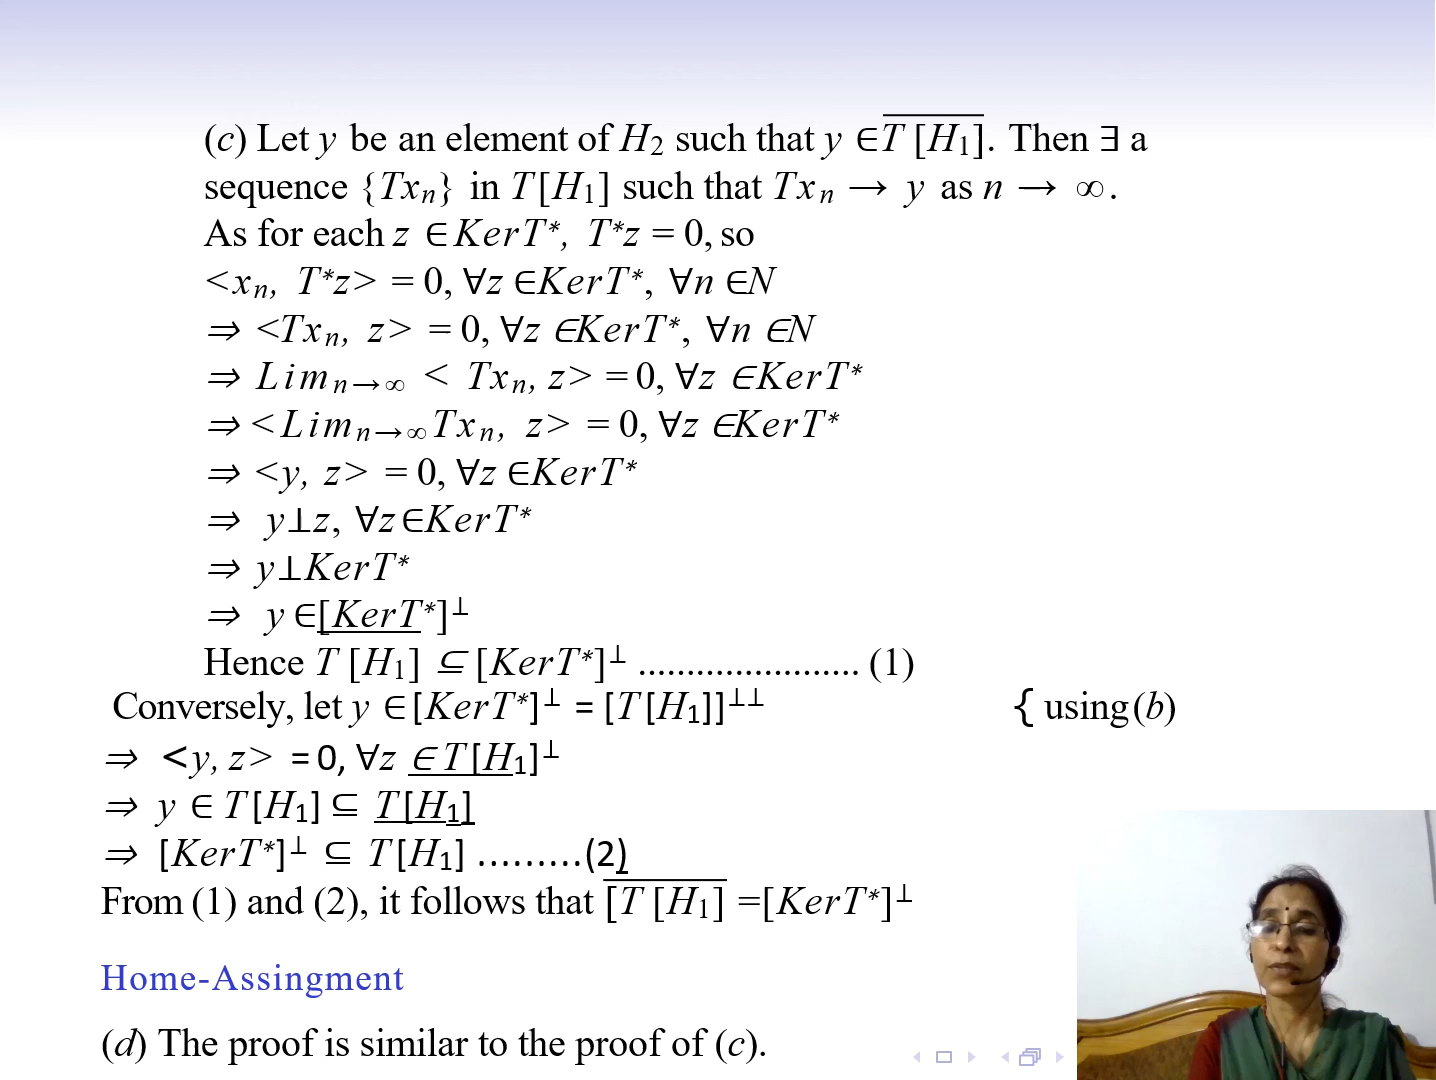 (c) Let y be an element of H₂ such that y ∈ T̅ ̅[̅H̅₁̅]̅. Then ∃ a
sequence {Txₙ} in T[H₁] such that Txₙ → y as n → ∞.
As for each z ∈ KerT*, T*z = 0, so
<xₙ, T*z> = 0, ∀z ∈KerT*, ∀n ∈N
⇒ <Txₙ, z> = 0, ∀z ∈KerT*, ∀n ∈N
⇒ Limₙ→∞ < Txₙ, z> = 0, ∀z ∈KerT*
⇒ <Limₙ→∞Txₙ, z> = 0, ∀z ∈KerT*
⇒ <y, z> = 0, ∀z ∈KerT*
⇒ y⊥z, ∀z∈KerT*
⇒ y⊥KerT*
⇒ y ∈[KerT*]⊥
Hence T [H₁] ⊆ [KerT*]⊥ ....................... (1)
Conversely, let y ∈[KerT*]⊥ = [T[H₁]]⊥⊥ { using(b)
⇒ <y, z> = 0, ∀z ∈T[H₁]⊥
⇒ y ∈ T[H₁] ⊆ T[H₁]
⇒ [KerT*]⊥ ⊆ T[H₁] .........(2)
From (1) and (2), it follows that [̅T̅ ̅[̅H̅₁̅]̅ =[KerT*]⊥
Home-Assingment
(d) The proof is similar to the proof of (c).